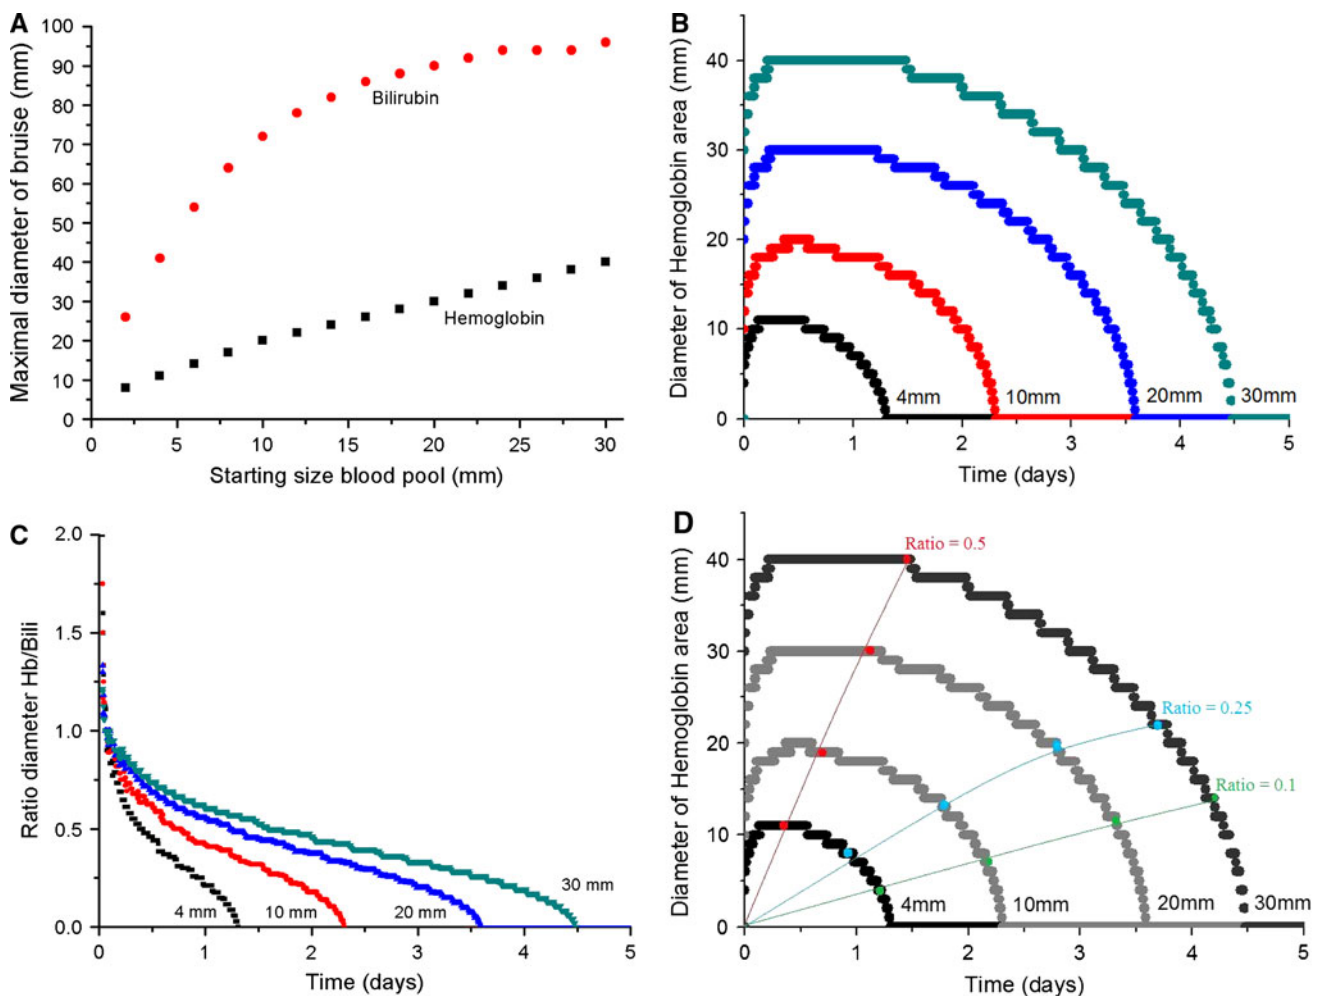 A
Maximal diameter of bruise (mm)
100
90
80
70
60
50
40
30
20
10
0
Bilirubin
Hemoglobin
0 5 10 15 20 25 30
Starting size blood pool (mm)
B
Diameter of Hemoglobin area (mm)
40
30
20
10
0
4mm 10mm 20mm 30mm
0 1 2 3 4 5
Time (days)
C
Ratio diameter Hb/Bili
2.0
1.5
1.0
0.5
0.0
4 mm 10 mm 20 mm 30 mm
0 1 2 3 4 5
Time (days)
D
Diameter of Hemoglobin area (mm)
40
30
20
10
0
Ratio = 0.5
Ratio = 0.25
Ratio = 0.1
4mm 10mm 20mm 30mm
0 1 2 3 4 5
Time (days)